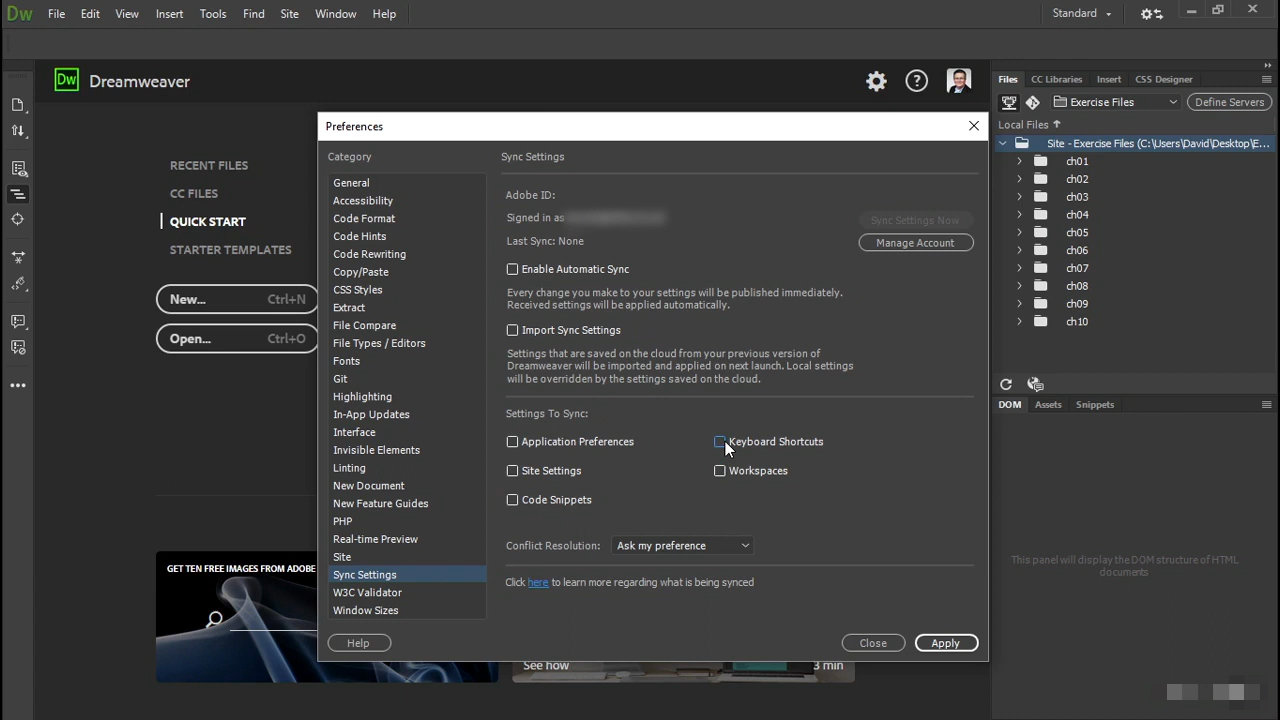 Dw File Edit View Insert Tools Find Site Window Help Standard
Dw Dreamweaver
Files CC Libraries Insert CSS Designer
Exercise Files Define Servers
Local Files
Site - Exercise Files (C:\Users\David\Desktop\E...
ch01
ch02
ch03
ch04
ch05
ch06
ch07
ch08
ch09
ch10
DOM Assets Snippets
This panel will display the DOM structure of HTML
documents
RECENT FILES
CC FILES
QUICK START
STARTER TEMPLATES
New... Ctrl+N
Open... Ctrl+O
GET TEN FREE IMAGES FROM ADOBE
See how 3 min
Preferences
Category
General
Accessibility
Code Format
Code Hints
Code Rewriting
Copy/Paste
CSS Styles
Extract
File Compare
File Types / Editors
Fonts
Git
Highlighting
In-App Updates
Interface
Invisible Elements
Linting
New Document
New Feature Guides
PHP
Real-time Preview
Site
Sync Settings
W3C Validator
Window Sizes
Sync Settings
Adobe ID:
Signed in as
Sync Settings Now
Last Sync: None
Manage Account
Enable Automatic Sync
Every change you make to your settings will be published immediately.
Received settings will be applied automatically.
Import Sync Settings
Settings that are saved on the cloud from your previous version of
Dreamweaver will be imported and applied on next launch. Local settings
will be overridden by the settings saved on the cloud.
Settings To Sync:
Application Preferences Keyboard Shortcuts
Site Settings Workspaces
Code Snippets
Conflict Resolution: Ask my preference
Click here to learn more regarding what is being synced
Help Close Apply